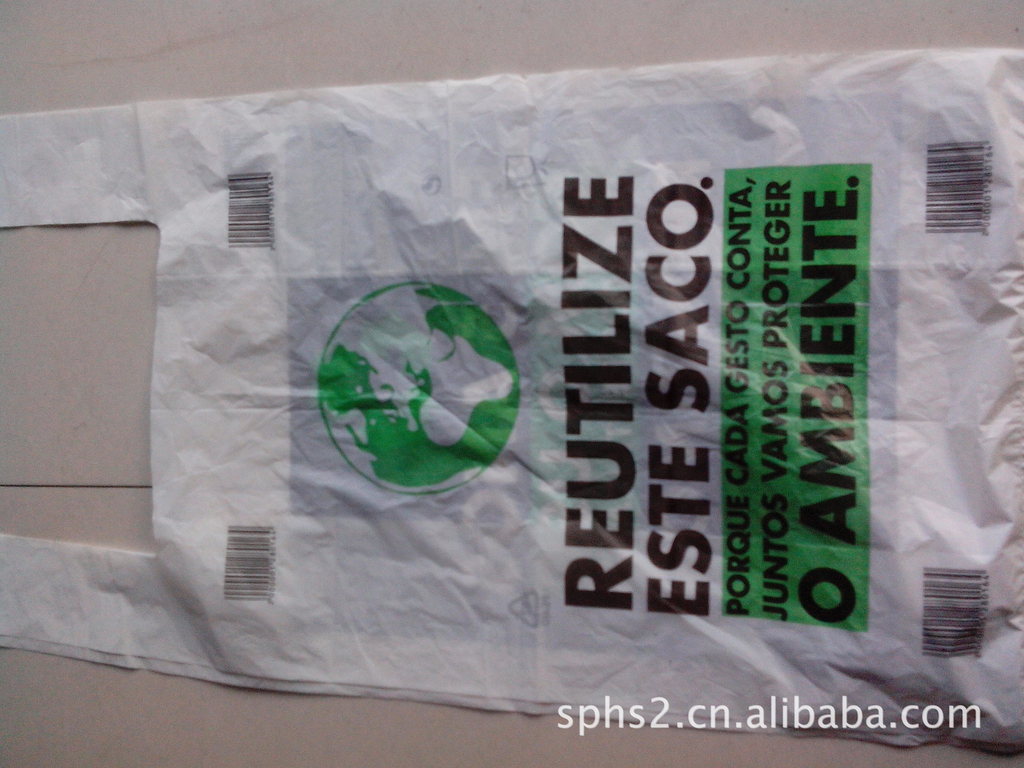 REUTILIZE
ESTE SACO.
PORQUE CADA GESTO CONTA,
JUNTOS VAMOS PROTEGER
O AMBIENTE.
sphs2.cn.alibaba.com